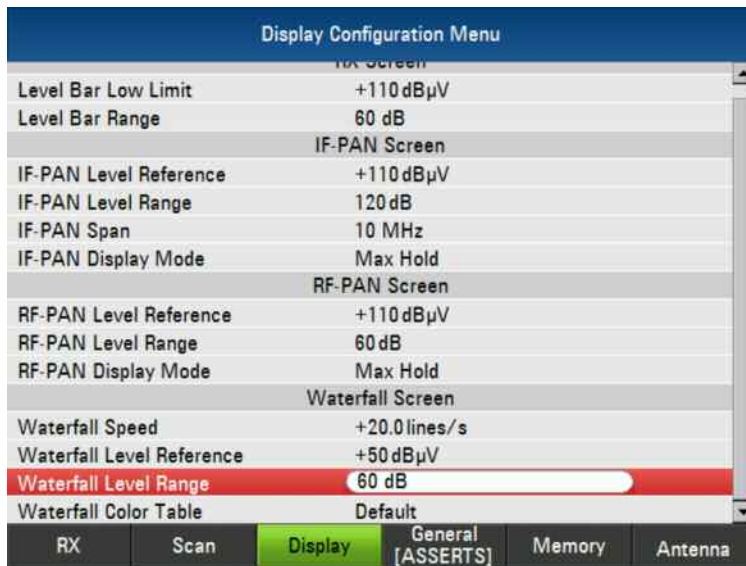 Display Configuration Menu
RX Screen
Level Bar Low Limit +110 dBµV
Level Bar Range 60 dB
IF-PAN Screen
IF-PAN Level Reference +110 dBµV
IF-PAN Level Range 120 dB
IF-PAN Span 10 MHz
IF-PAN Display Mode Max Hold
RF-PAN Screen
RF-PAN Level Reference +110 dBµV
RF-PAN Level Range 60 dB
RF-PAN Display Mode Max Hold
Waterfall Screen
Waterfall Speed +20.0 lines/s
Waterfall Level Reference +50 dBµV
Waterfall Level Range 60 dB
Waterfall Color Table Default
RX Scan Display General [ASSERTS] Memory Antenna